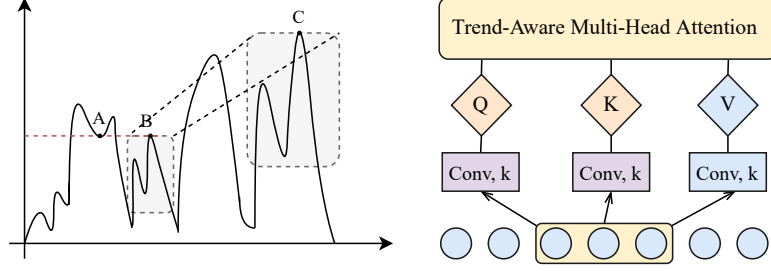 A
B
C
Trend-Aware Multi-Head Attention
Q
K
V
Conv, k
Conv, k
Conv, k